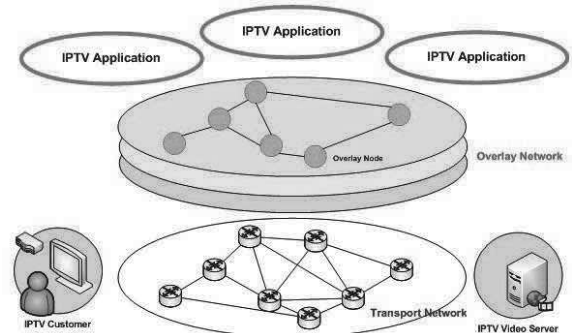 IPTV Application
IPTV Application
IPTV Application
Overlay Node
Overlay Network
Transport Network
IPTV Customer
IPTV Video Server